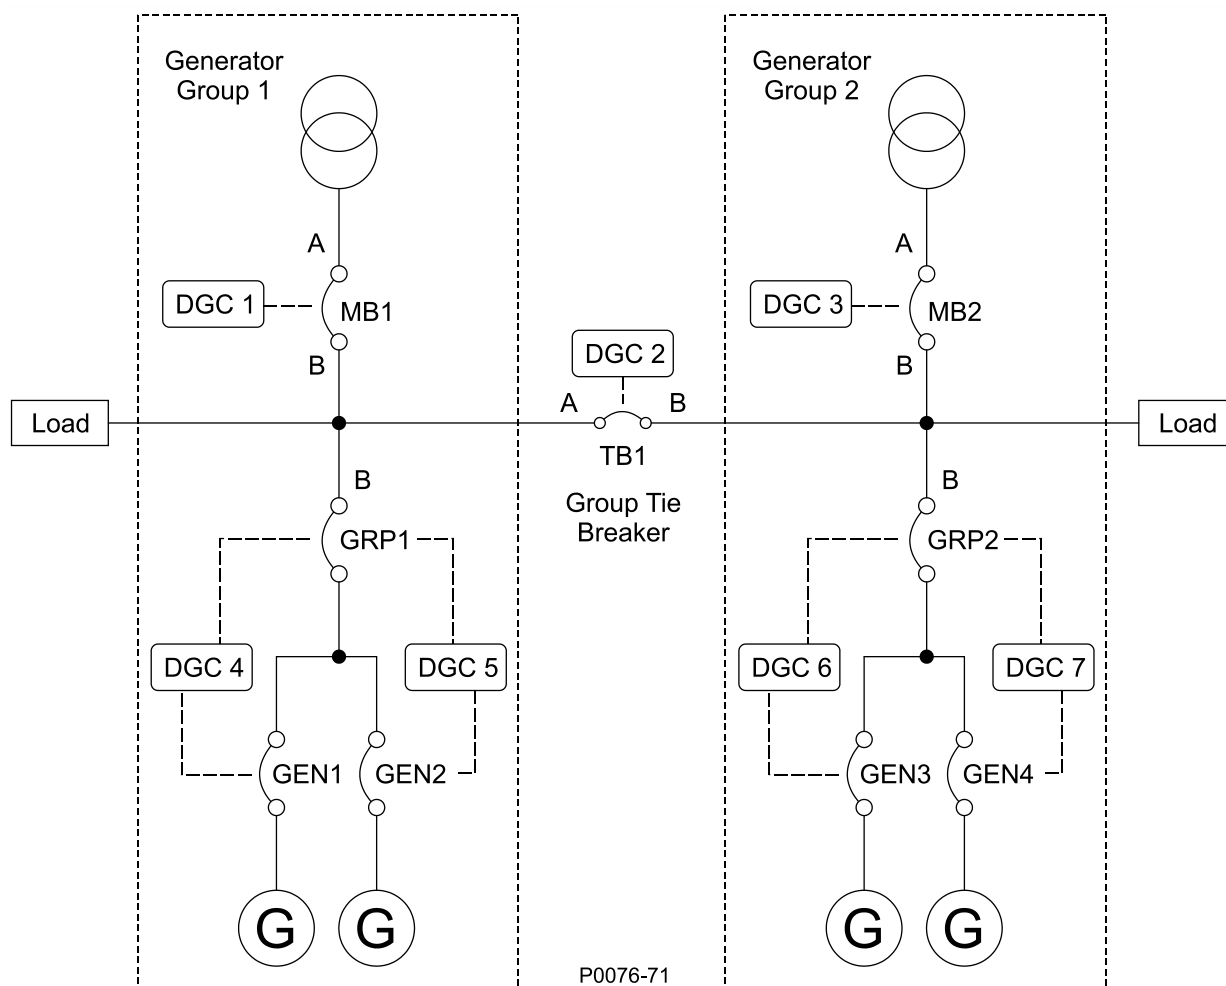 Generator
Group 1
Generator
Group 2
A
A
DGC 1
MB1
DGC 3
MB2
B
B
DGC 2
A
B
Load
Load
TB1
Group Tie
Breaker
B
B
GRP1
GRP2
DGC 4
DGC 5
DGC 6
DGC 7
GEN1
GEN2
GEN3
GEN4
G
G
G
G
P0076-71